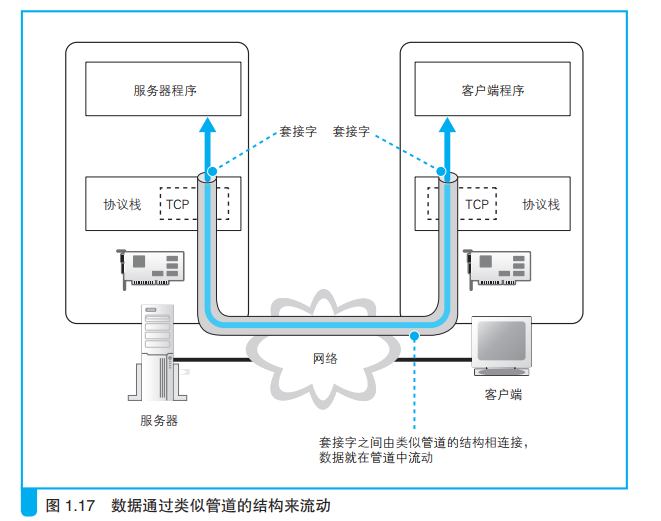 服务器程序
客户端程序
套接字
套接字
协议栈
TCP
TCP
协议栈
网络
服务器
客户端
套接字之间由类似管道的结构相连接，
数据就在管道中流动
图 1.17 数据通过类似管道的结构来流动